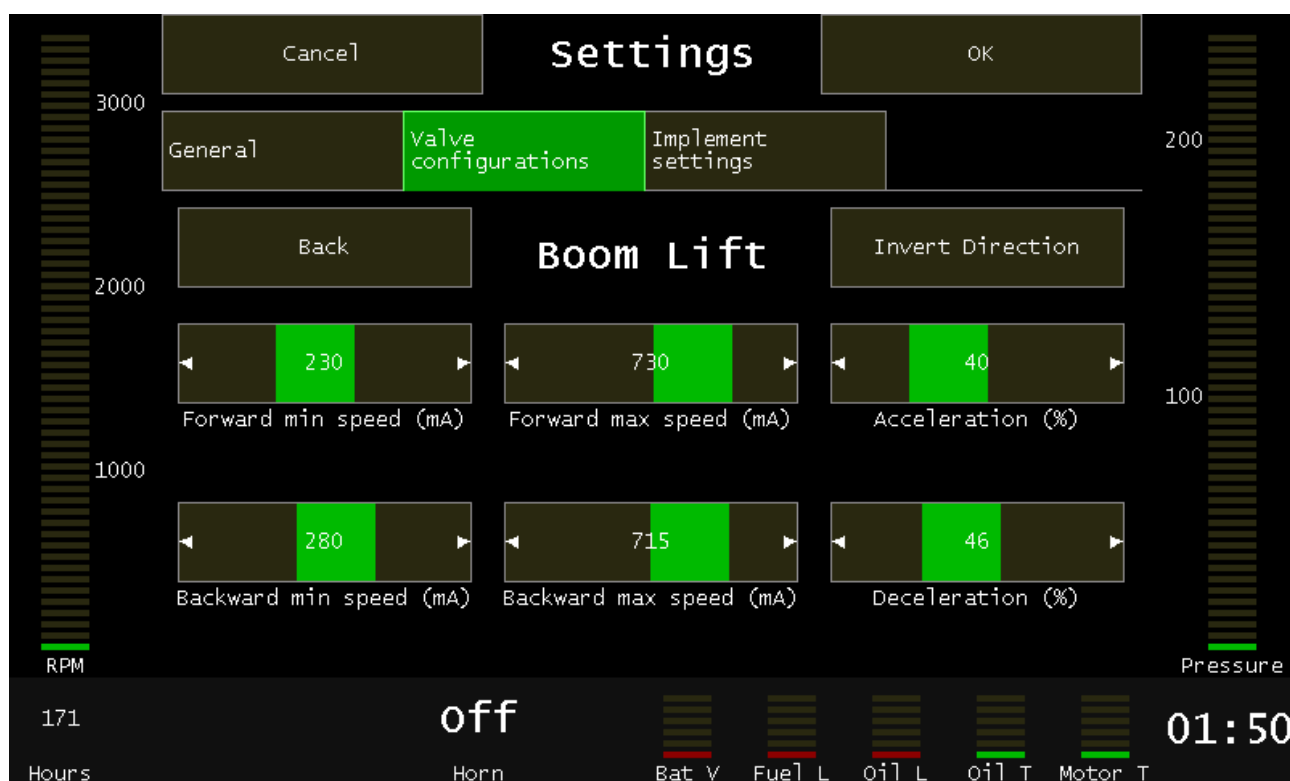 Cancel
Settings
OK
3000
200
General
Valve
configurations
Implement
settings
Back
Boom Lift
Invert Direction
2000
230
730
40
Forward min speed (mA)
Forward max speed (mA)
Acceleration (%)
100
1000
280
715
46
Backward min speed (mA)
Backward max speed (mA)
Deceleration (%)
RPM
Pressure
171
Off
01:50
Hours
Horn
Bat V
Fuel L
Oil L
Oil T
Motor T